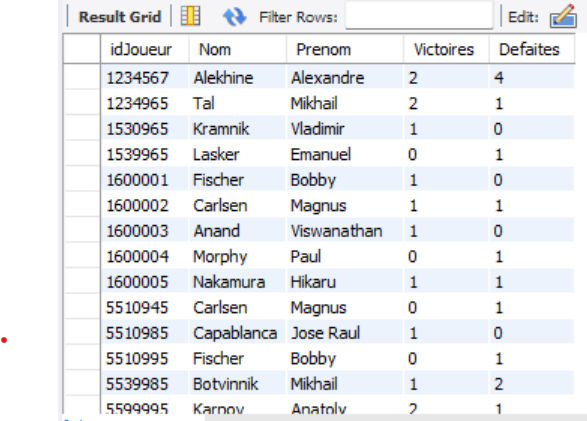 Result Grid Filter Rows: Edit:
idJoueur Nom Prenom Victoires Defaites
1234567 Alekhine Alexandre 2 4
1234965 Tal Mikhail 2 1
1530965 Kramnik Vladimir 1 0
1539965 Lasker Emanuel 0 1
1600001 Fischer Bobby 1 0
1600002 Carlsen Magnus 1 1
1600003 Anand Viswanathan 1 0
1600004 Morphy Paul 0 1
1600005 Nakamura Hikaru 1 1
5510945 Carlsen Magnus 0 1
5510985 Capablanca Jose Raul 1 0
5510995 Fischer Bobby 0 1
5539985 Botvinnik Mikhail 1 2
5599995 Karpov Anatoly 2 1